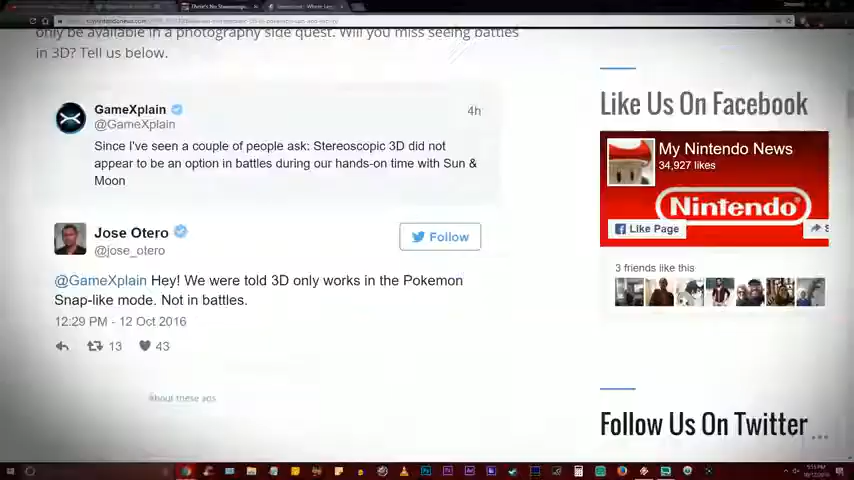 There's No Stereoscopic
only be available in a photography side quest. Will you miss seeing battles
in 3D? Tell us below.
GameXplain
@GameXplain
4h
Since I've seen a couple of people ask: Stereoscopic 3D did not
appear to be an option in battles during our hands-on time with Sun &
Moon
Jose Otero
@jose_otero
Follow
@GameXplain Hey! We were told 3D only works in the Pokemon
Snap-like mode. Not in battles.
12:29 PM - 12 Oct 2016
13
43
About these ads
Like Us On Facebook
My Nintendo News
34,927 likes
Nintendo
Like Page
S
3 friends like this
Follow Us On Twitter